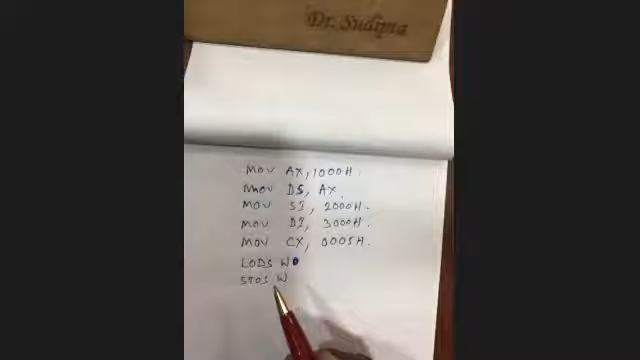 Dr. Sudipta
MOV AX, 1000H.
MOV DS, AX.
MOV SI, 2000H.
MOV DI, 3000H.
MOV CX, 0005H.
LODS W
STOS W